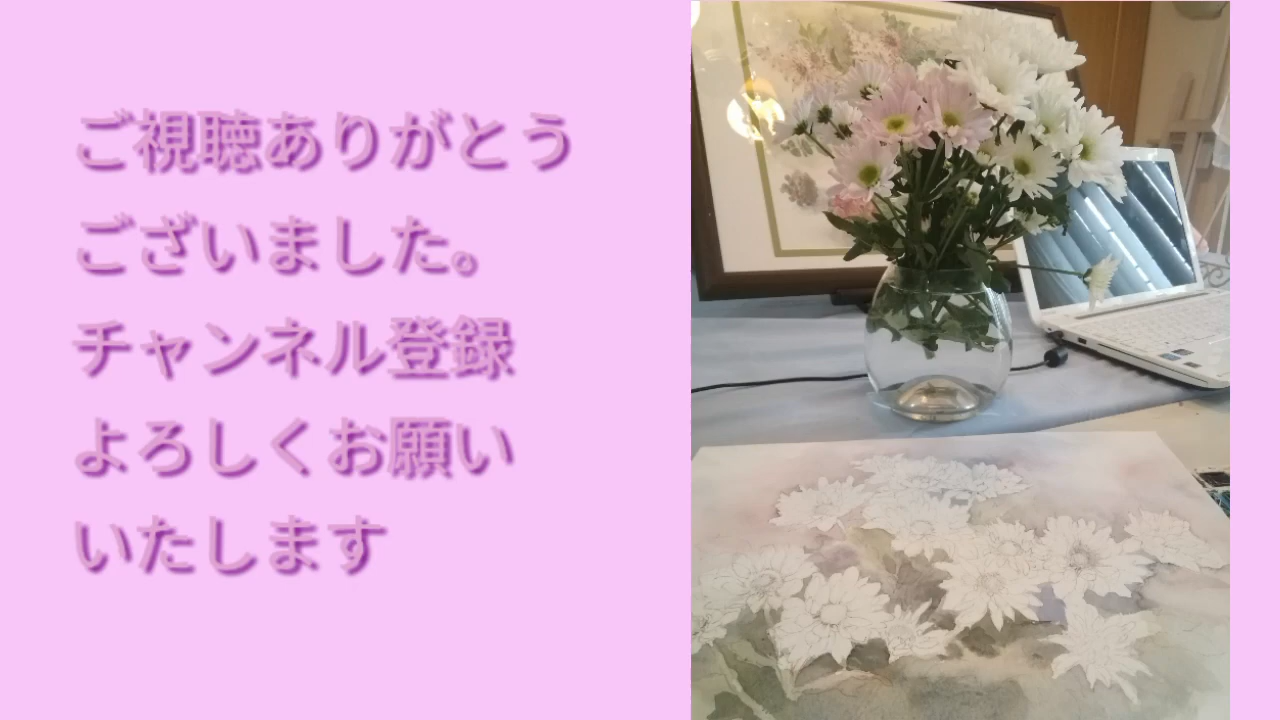 ご視聴ありがとう
ございました。
チャンネル登録
よろしくお願い
いたします